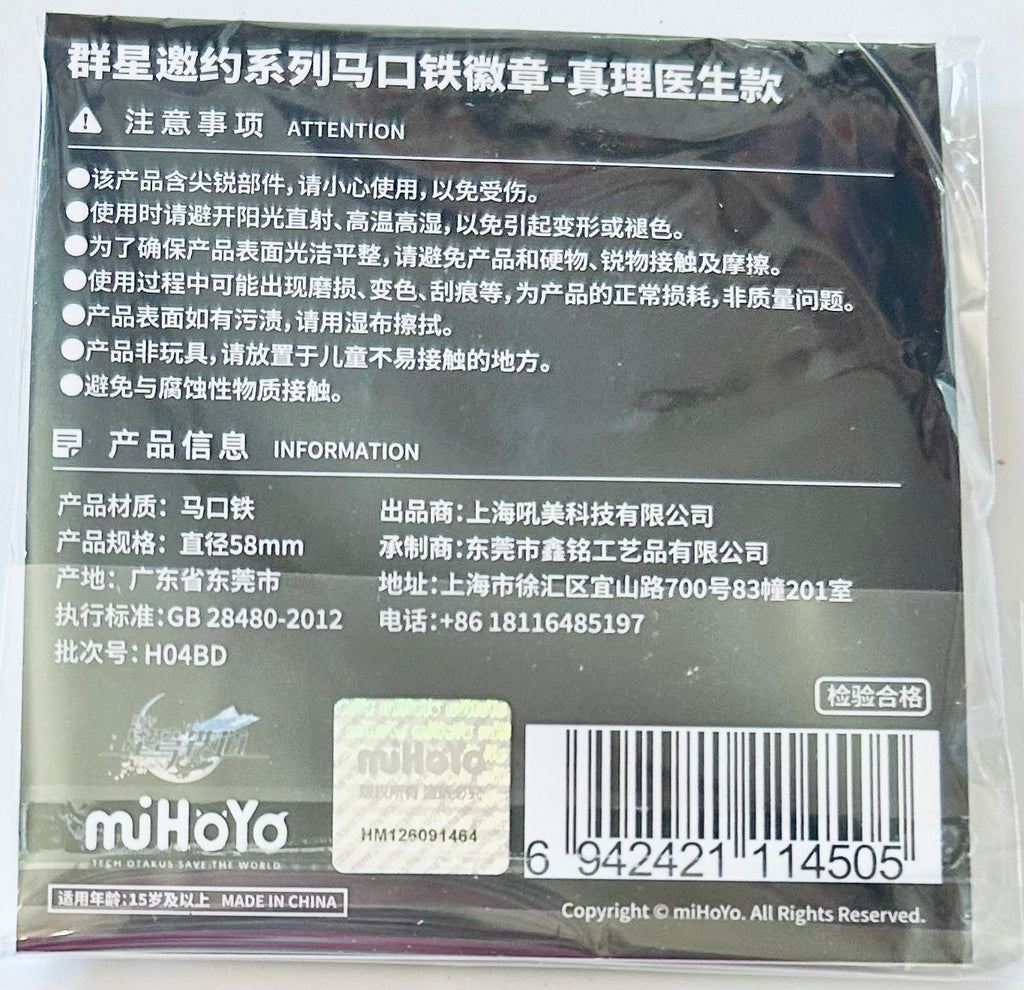 群星邀约系列马口铁徽章-真理医生款
注意事项 ATTENTION
●该产品含尖锐部件,请小心使用,以免受伤。
●使用时请避开阳光直射、高温高湿,以免引起变形或褪色。
●为了确保产品表面光洁平整,请避免产品和硬物、锐物接触及摩擦。
●使用过程中可能出现磨损、变色、刮痕等,为产品的正常损耗,非质量问题。
●产品表面如有污渍,请用湿布擦拭。
●产品非玩具,请放置于儿童不易接触的地方。
●避免与腐蚀性物质接触。
产品信息 INFORMATION
产品材质: 马口铁 出品商:上海吼美科技有限公司
产品规格: 直径58mm 承制商:东莞市鑫铭工艺品有限公司
产地: 广东省东莞市 地址:上海市徐汇区宜山路700号83幢201室
执行标准:GB 28480-2012 电话:+86 18116485197
批次号:H04BD
检验合格
miHoYo
版权所有
HM126091464
miHoYo
TECH OTAKUS SAVE THE WORLD
6 942421 114505
适用年龄:15岁及以上 MADE IN CHINA
Copyright © miHoYo. All Rights Reserved.